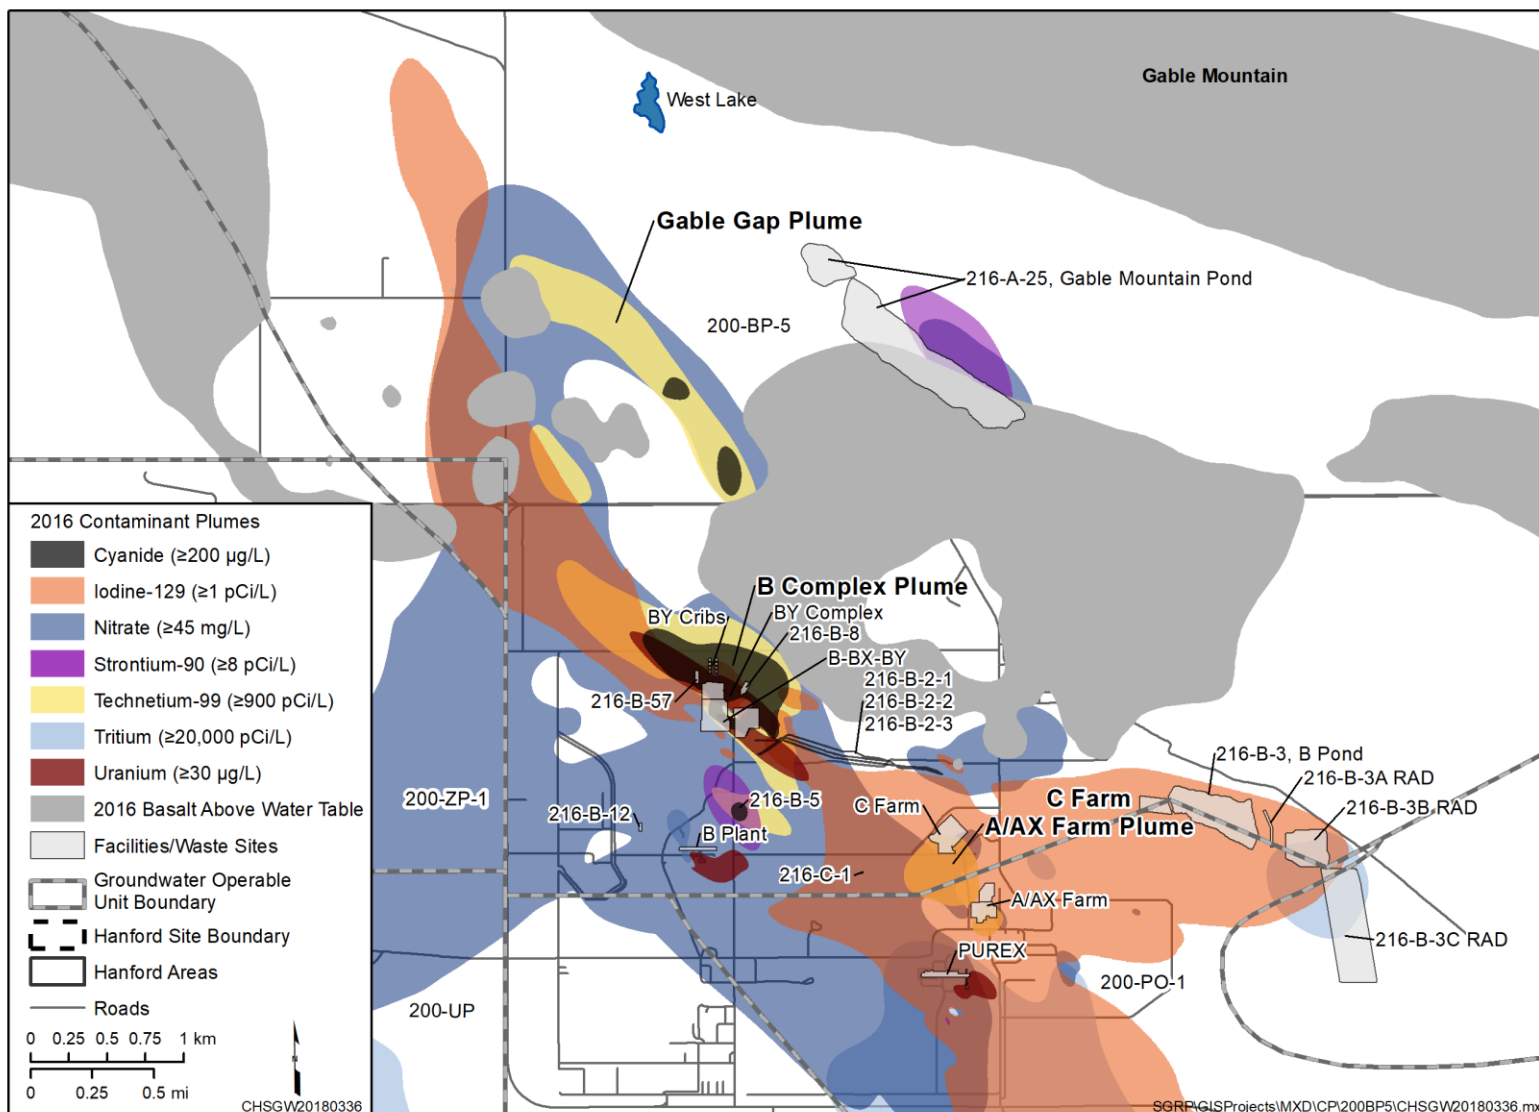 Gable Mountain
West Lake
Gable Gap Plume
216-A-25, Gable Mountain Pond
200-BP-5
2016 Contaminant Plumes
Cyanide (≥200 µg/L)
Iodine-129 (≥1 pCi/L)
Nitrate (≥45 mg/L)
Strontium-90 (≥8 pCi/L)
Technetium-99 (≥900 pCi/L)
Tritium (≥20,000 pCi/L)
Uranium (≥30 µg/L)
2016 Basalt Above Water Table
Facilities/Waste Sites
Groundwater Operable
Unit Boundary
Hanford Site Boundary
Hanford Areas
Roads
0 0.25 0.5 0.75 1 km
0 0.25 0.5 mi
CHSGW20180336
B Complex Plume
BY Cribs
BY Complex
216-B-8
B-BX-BY
216-B-2-1
216-B-2-2
216-B-2-3
216-B-57
200-ZP-1
216-B-12
216-B-5
B Plant
C Farm
C Farm
A/AX Farm Plume
216-C-1
A/AX Farm
PUREX
216-B-3, B Pond
216-B-3A RAD
216-B-3B RAD
216-B-3C RAD
200-PO-1
200-UP
SGRP\GISProjects\MXD\CP\200BP5\CHSGW20180336.mx